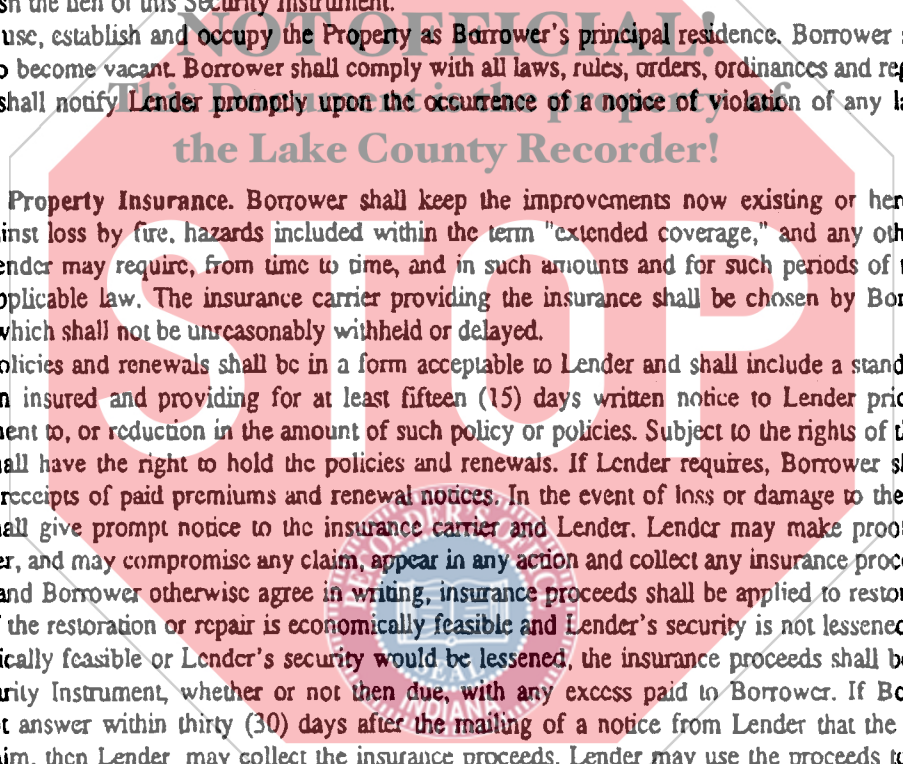 sh the lien of this Security Instrument.
NOT OFFICIAL!
use, establish and occupy the Property as Borrower's principal residence. Borrower
o become vacant. Borrower shall comply with all laws, rules, orders, ordinances and reg
This Document is the property of
shall notify Lender promptly upon the occurrence of a notice of violation of any la
the Lake County Recorder!
Property Insurance. Borrower shall keep the improvements now existing or her
inst loss by fire, hazards included within the term "extended coverage," and any oth
ender may require, from time to time, and in such amounts and for such periods of t
pplicable law. The insurance carrier providing the insurance shall be chosen by Bor
which shall not be unreasonably withheld or delayed.
STOP
olicies and renewals shall be in a form acceptable to Lender and shall include a stand
n insured and providing for at least fifteen (15) days written notice to Lender pric
nent to, or reduction in the amount of such policy or policies. Subject to the rights of t
all have the right to hold the policies and renewals. If Lender requires, Borrower sl
receipts of paid premiums and renewal notices. In the event of loss or damage to the
all give prompt notice to the insurance carrier and Lender. Lender may make proo
er, and may compromise any claim, appear in any action and collect any insurance proc
and Borrower otherwise agree in writing, insurance proceeds shall be applied to restor
the restoration or repair is economically feasible and Lender's security is not lessened
ically feasible or Lender's security would be lessened, the insurance proceeds shall b
SEAL
urity Instrument, whether or not then due, with any excess paid to Borrower. If Bo
INDIANA
t answer within thirty (30) days after the mailing of a notice from Lender that the
im, then Lender may collect the insurance proceeds. Lender may use the proceeds to